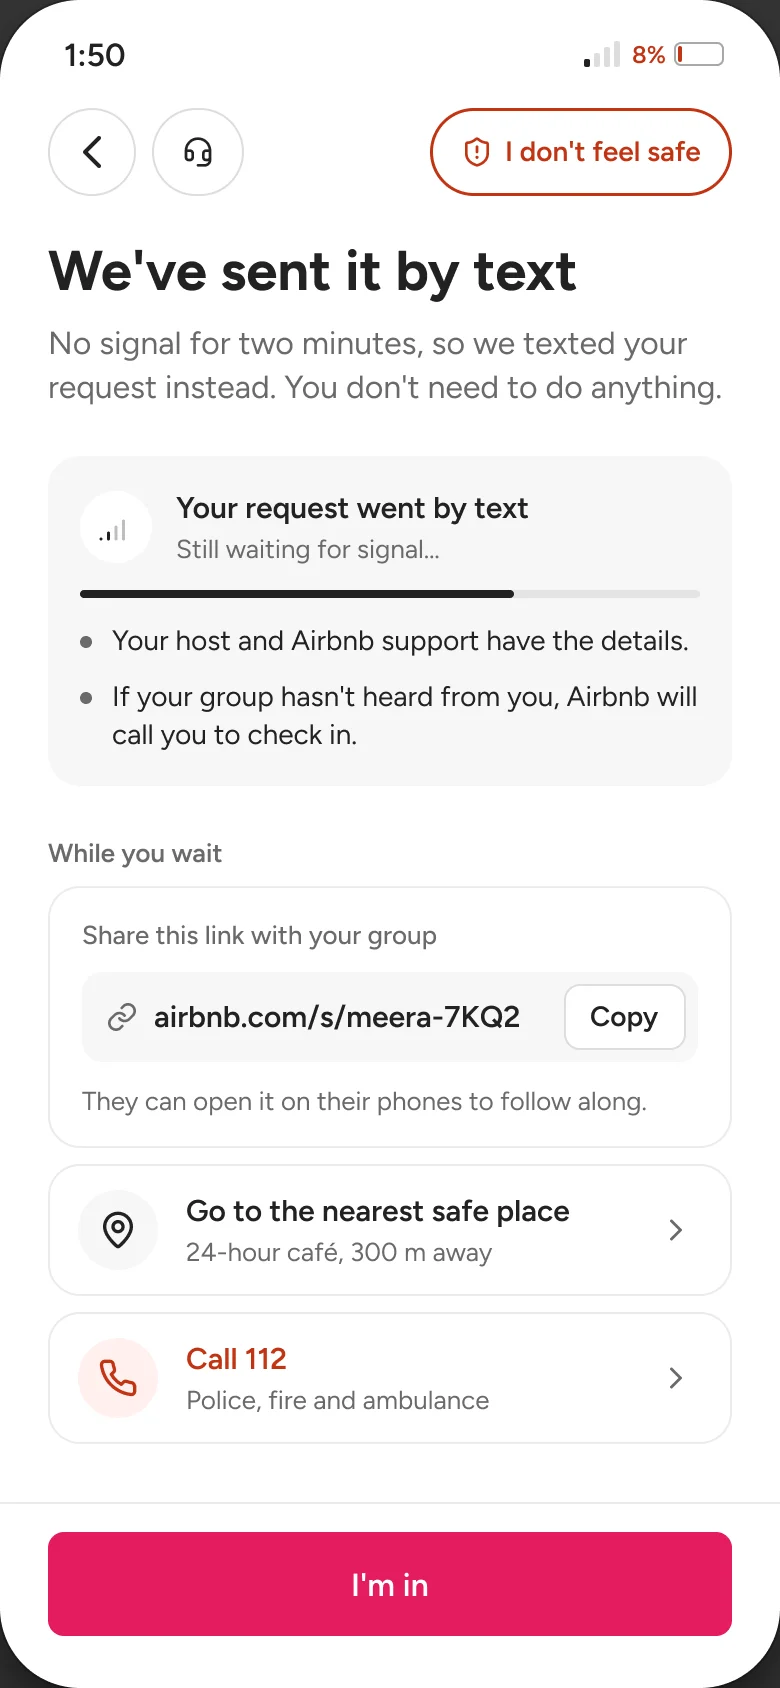 1:50
8%
I don't feel safe
We've sent it by text
No signal for two minutes, so we texted your
request instead. You don't need to do anything.
Your request went by text
Still waiting for signal...
Your host and Airbnb support have the details.
If your group hasn't heard from you, Airbnb will
call you to check in.
While you wait
Share this link with your group
airbnb.com/s/meera-7KQ2
Copy
They can open it on their phones to follow along.
Go to the nearest safe place
24-hour café, 300 m away
Call 112
Police, fire and ambulance
I'm in